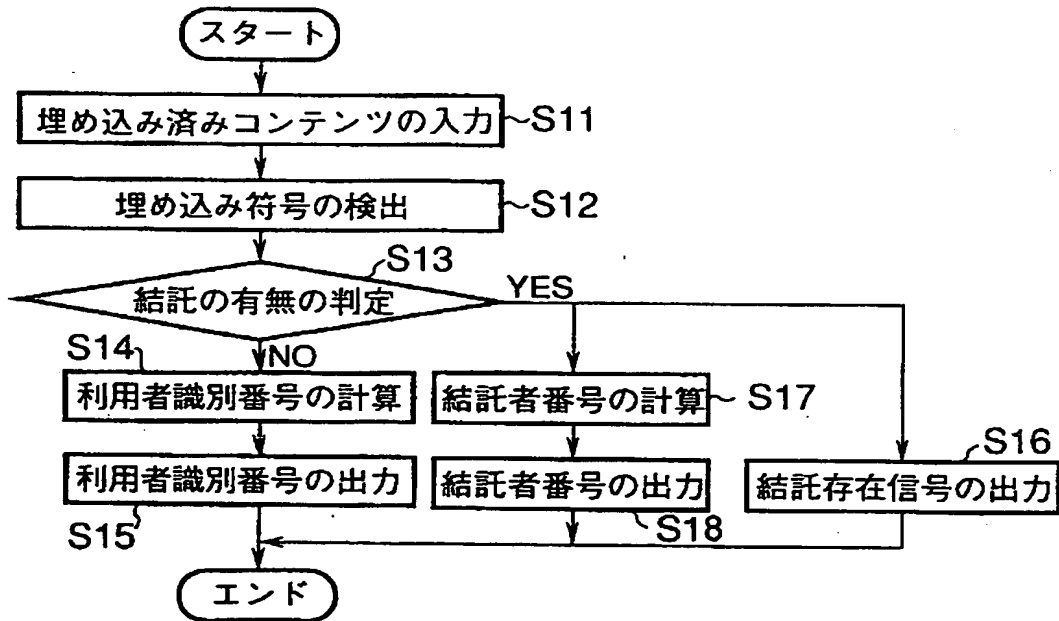 スタート
埋め込み済みコンテンツの入力
S11
埋め込み符号の検出
S12
S13
結託の有無の判定
YES
NO
S14
利用者識別番号の計算
結託者番号の計算
S17
S16
利用者識別番号の出力
結託者番号の出力
結託存在信号の出力
S15
S18
エンド